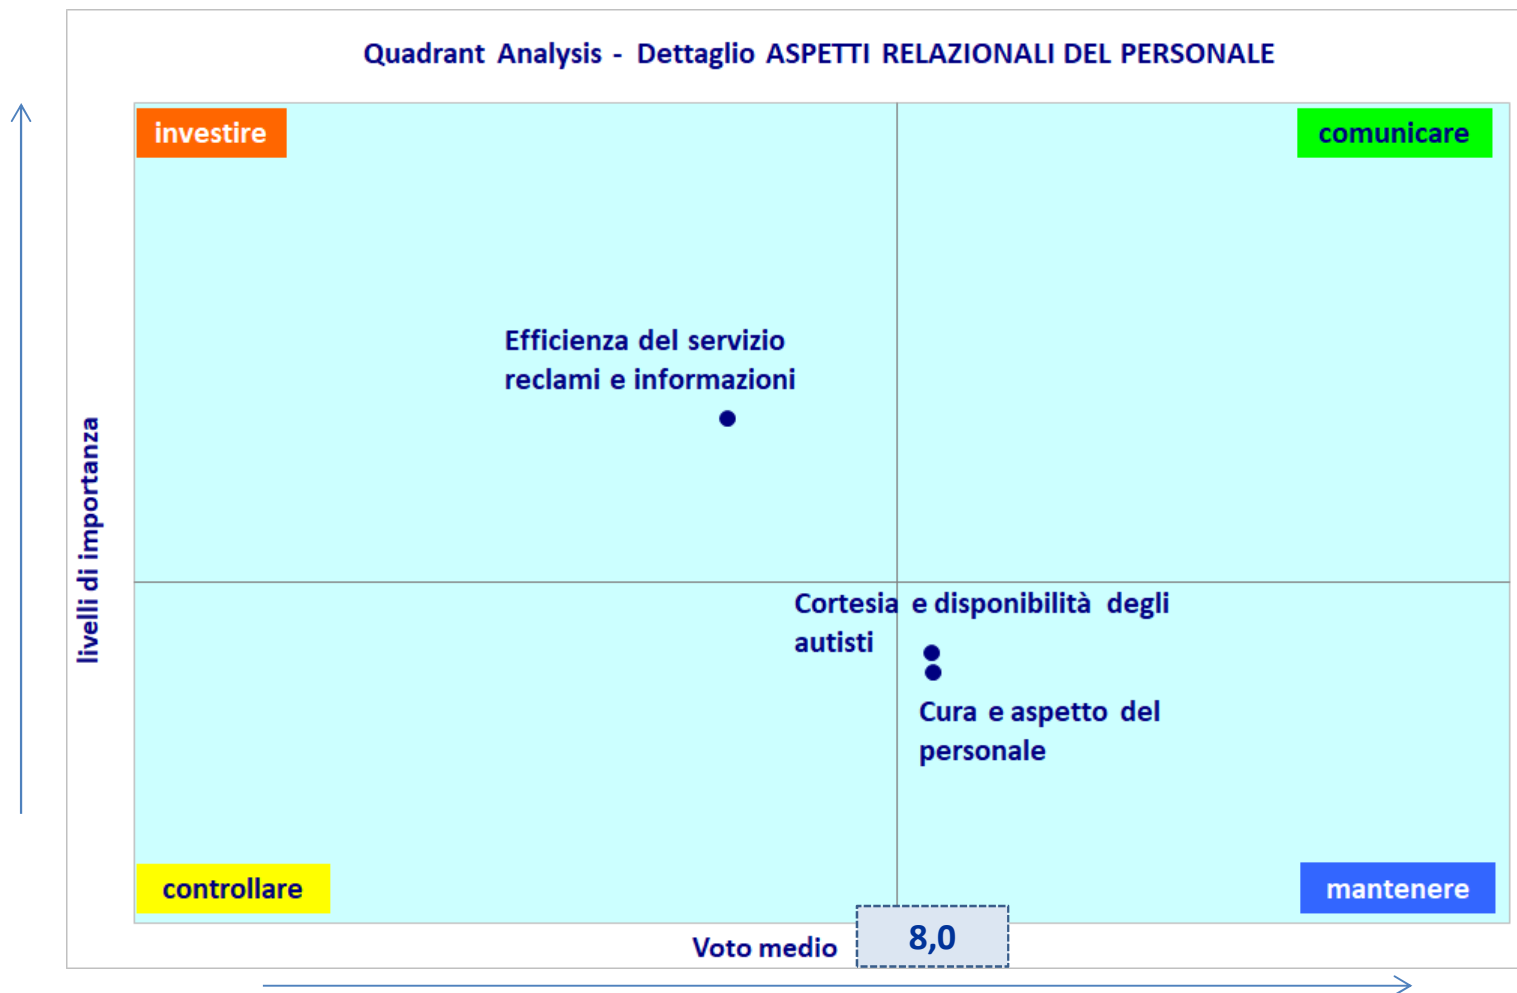 Quadrant Analysis - Dettaglio ASPETTI RELAZIONALI DEL PERSONALE
investire
comunicare
Efficienza del servizio
reclami e informazioni
livelli di importanza
Cortesia e disponibilità degli
autisti
Cura e aspetto del
personale
controllare
mantenere
Voto medio
8,0